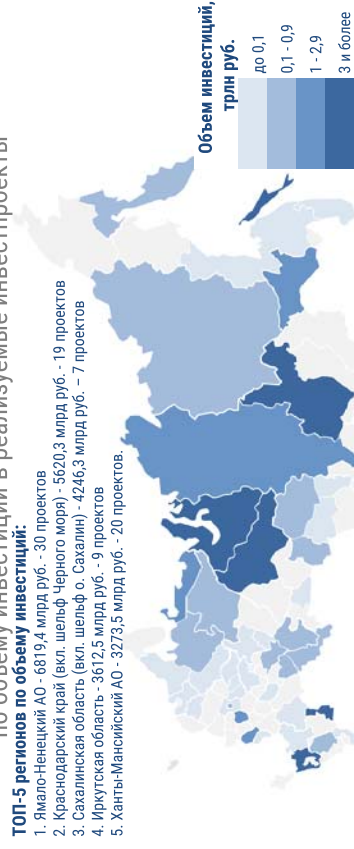 по объему инвестиций в реализуемые инвестпроекты
ТОП-5 регионов по объему инвестиций:
1. Ямало-Ненецкий АО - 6819,4 млрд руб. - 30 проектов
2. Краснодарский край (вкл. шельф Черного моря) - 5620,3 млрд руб. - 19 проектов
3. Сахалинская область (вкл. шельф о. Сахалин) - 4246,3 млрд руб. – 7 проектов
4. Иркутская область - 3612,5 млрд руб. - 9 проектов
5. Ханты-Мансийский АО - 3273,5 млрд руб. - 20 проектов.
Объем инвестиций,
трлн руб.
до 0,1
0,1 - 0,9
1 - 2,9
3 и более